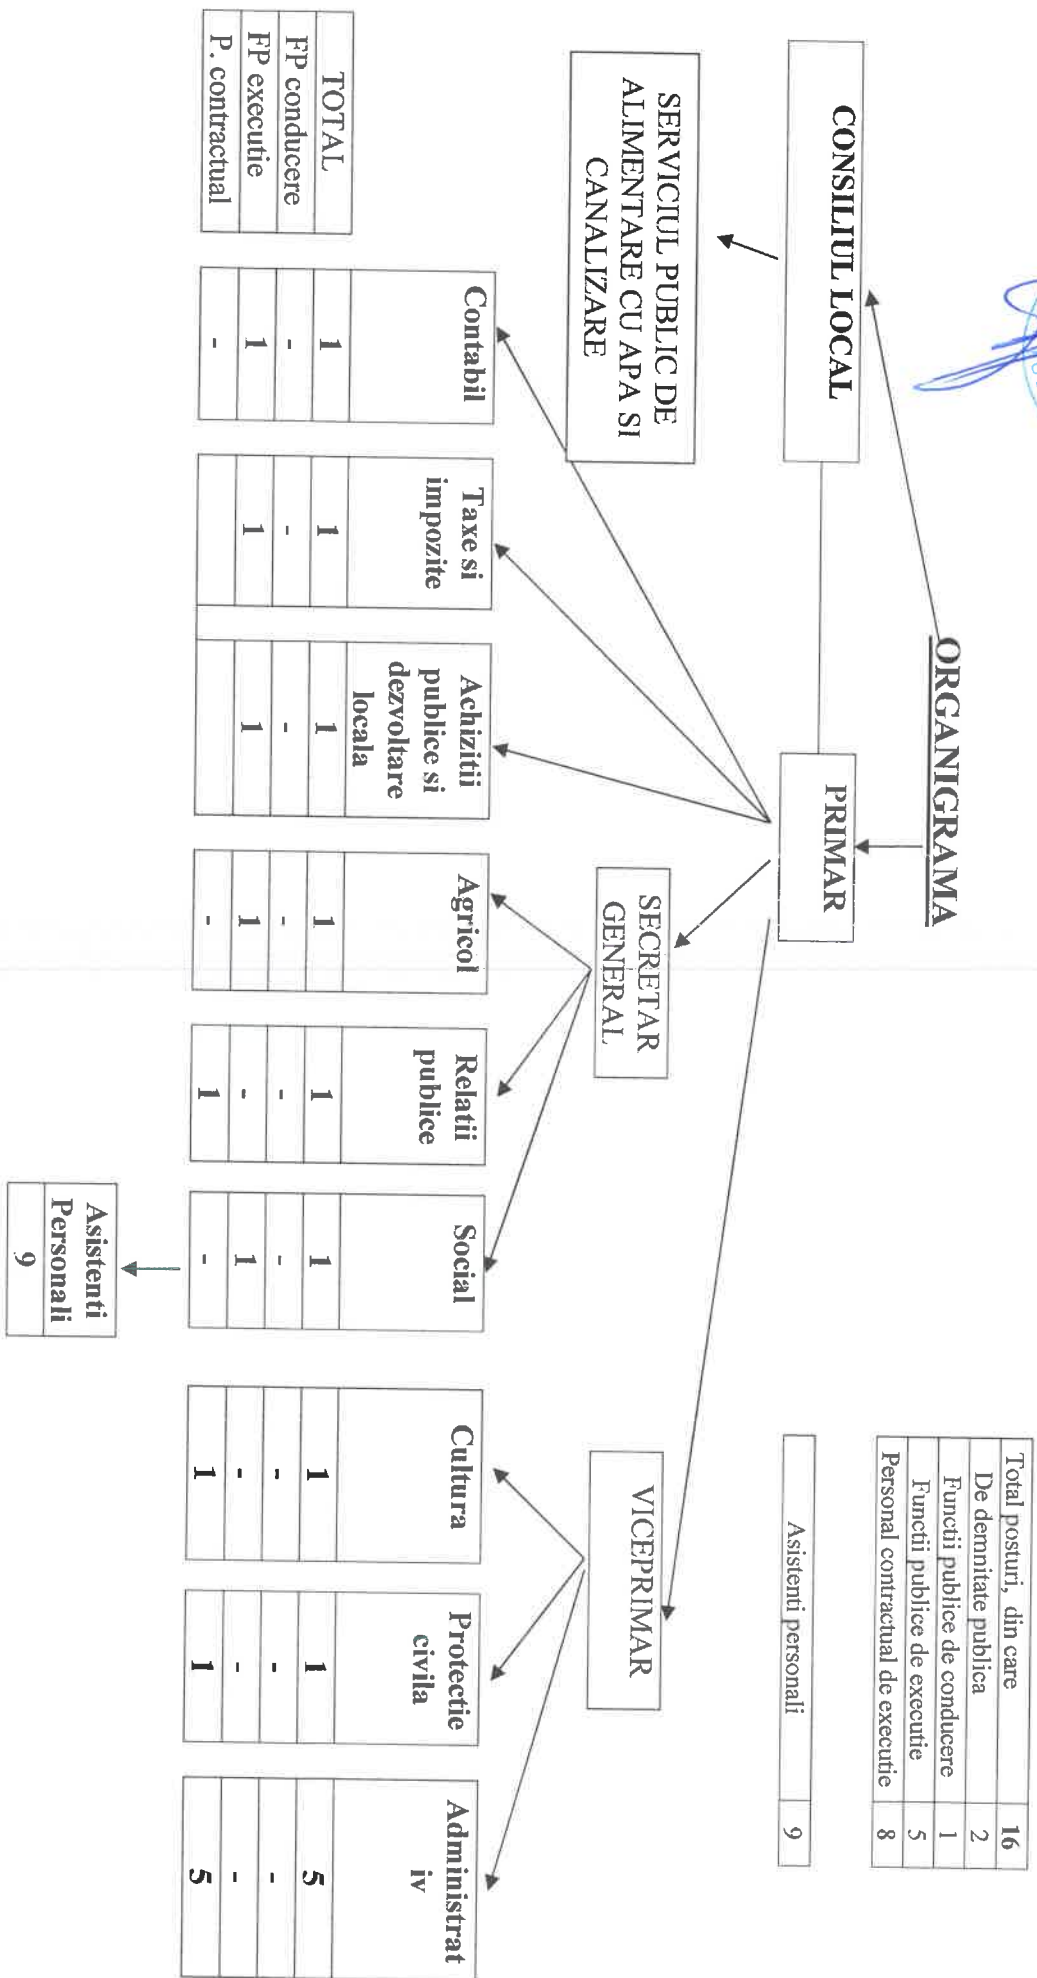 ORGANIGRAMA
Total posturi, din care 16
De demnitate publica 2
Functii publice de conducere 1
Functii publice de executie 5
Personal contractual de executie 8
CONSILIUL LOCAL
PRIMAR
Asistenti personali 9
SERVICIUL PUBLIC DE
ALIMENTARE CU APA SI
CANALIZARE
SECRETAR
GENERAL
VICEPRIMAR
Contabil
Taxe si
impozite
Achizitii
publice si
dezvoltare
locala
Agricol
Relatii
publice
Social
Cultura
Protectie
civila
Administrat
iv
TOTAL 1 1 1 1 1 1 1 1 5
FP conducere - - - - - - - - -
FP executie 1 1 1 1 - 1 - - -
P. contractual - - 1 - 1 1 5
Asistenti
Personali
9